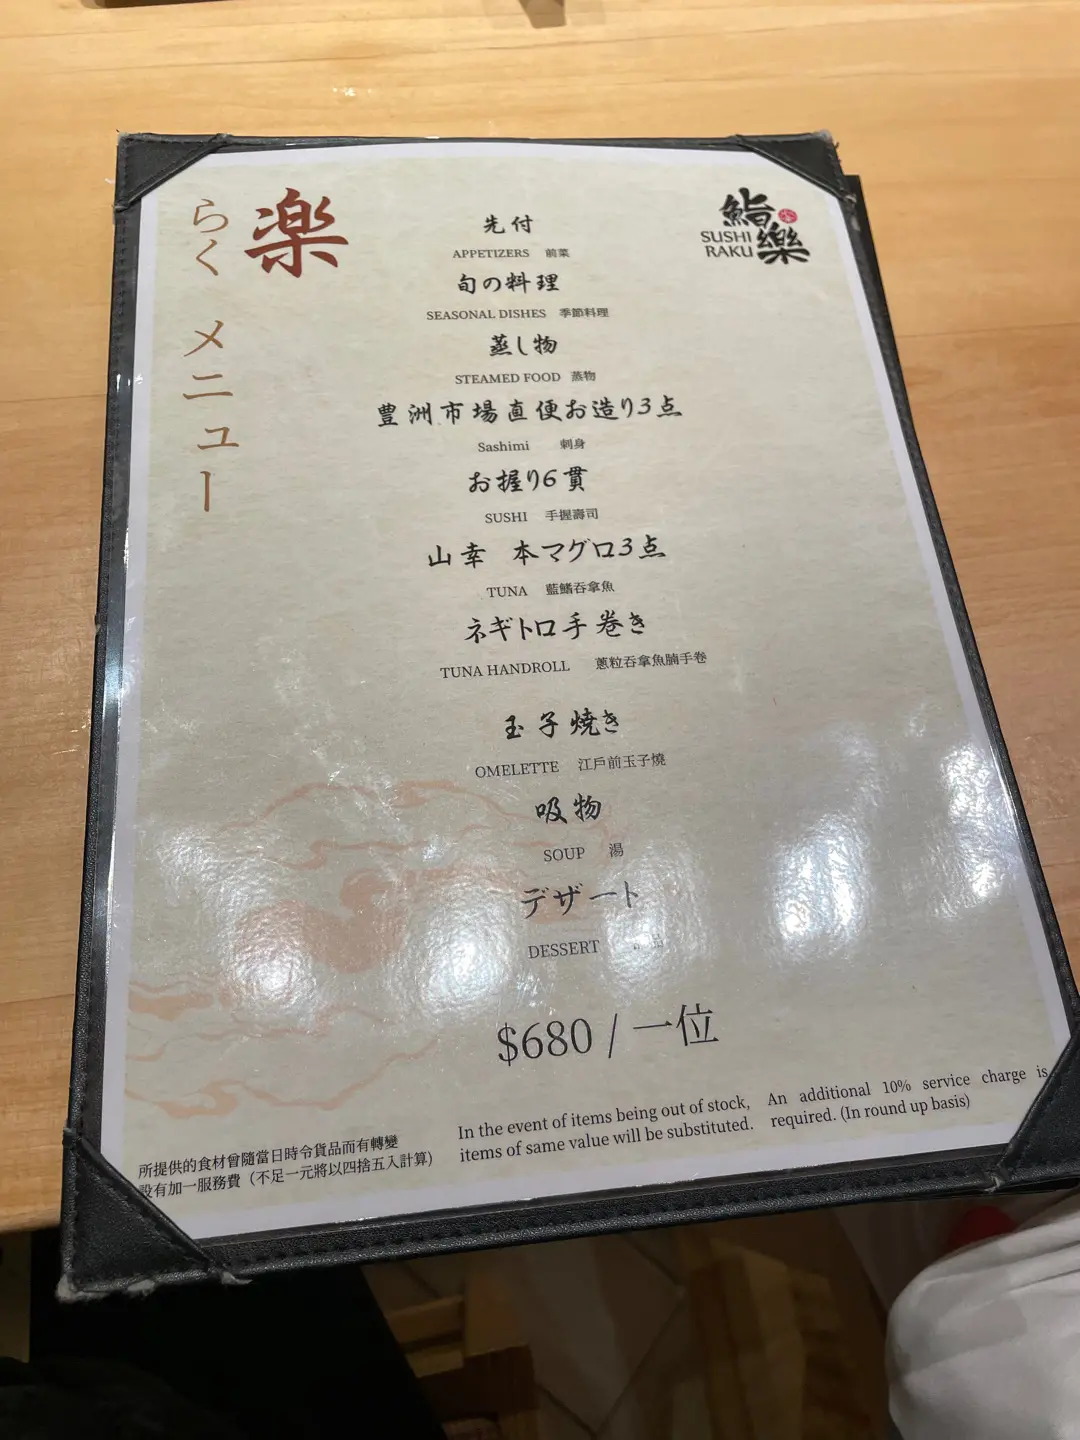 楽
らく メニュー
鮨樂
SUSHI
RAKU
先付
APPETIZERS 前菜
旬の料理
SEASONAL DISHES 季節料理
蒸し物
STEAMED FOOD 蒸物
豊洲市場直便お造り3点
Sashimi 刺身
お握り6貫
SUSHI 手握壽司
山幸 本マグロ3点
TUNA 藍鰭吞拿魚
ネギトロ手巻き
TUNA HANDROLL 蔥粒吞拿魚腩手卷
玉子焼き
OMELETTE 江戶前玉子燒
吸物
SOUP 湯
デザート
DESSERT 品
$680 / 一位
所提供的食材曾隨當日時令貨品而有轉變
設有加一服務費（不足一元將以四捨五入計算)
In the event of items being out of stock,
items of same value will be substituted.
An additional 10% service charge is
required. (In round up basis)